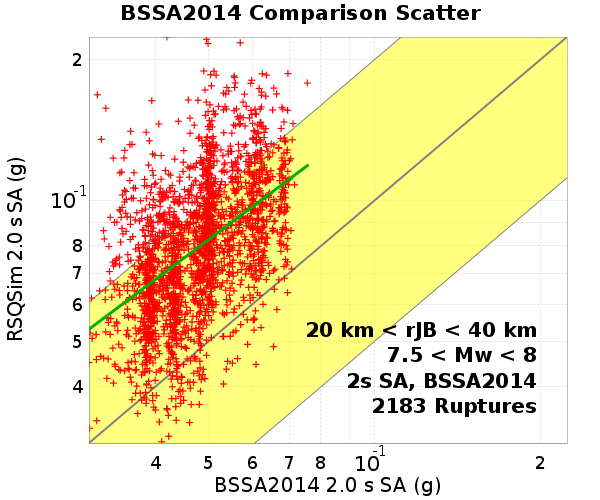 BSSA2014 Comparison Scatter
RSQSim 2.0 s SA (g)
2
10-1
8
7
6
5
4
20 km < rJB < 40 km
7.5 < Mw < 8
2s SA, BSSA2014
2183 Ruptures
4 5 6 7 8 10-1 2
BSSA2014 2.0 s SA (g)